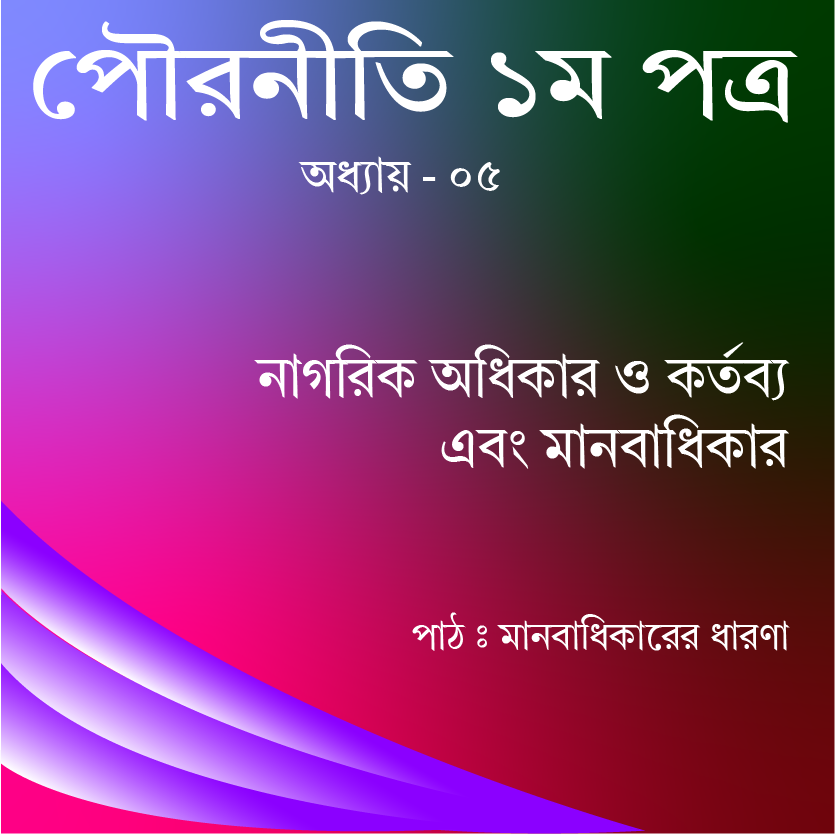 পৌরনীতি ১ম পত্র
অধ্যায় - ০৫
নাগরিক অধিকার ও কর্তব্য
এবং মানবাধিকার
পাঠ ঃ মানবাধিকারের ধারণা